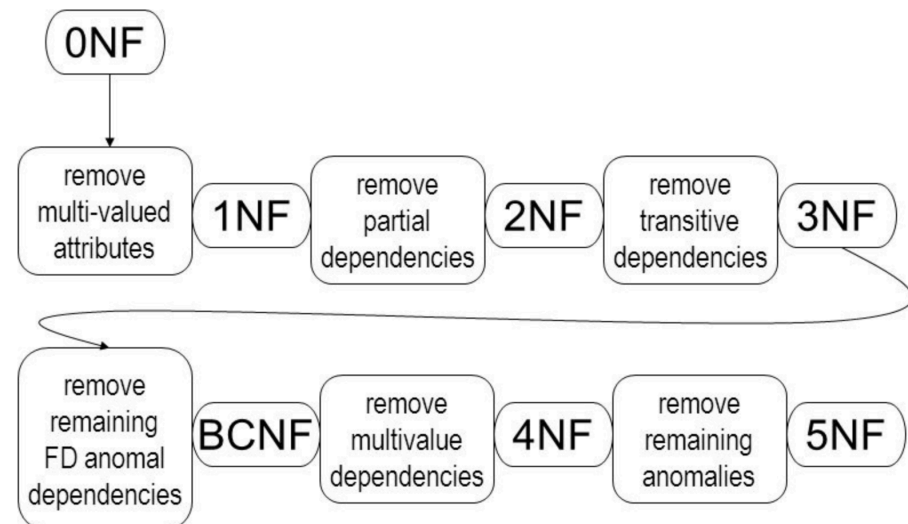 0NF
remove
multi-valued
attributes
1NF
remove
partial
dependencies
2NF
remove
transitive
dependencies
3NF
remove
remaining
FD anomal
dependencies
BCNF
remove
multivalue
dependencies
4NF
remove
remaining
anomalies
5NF